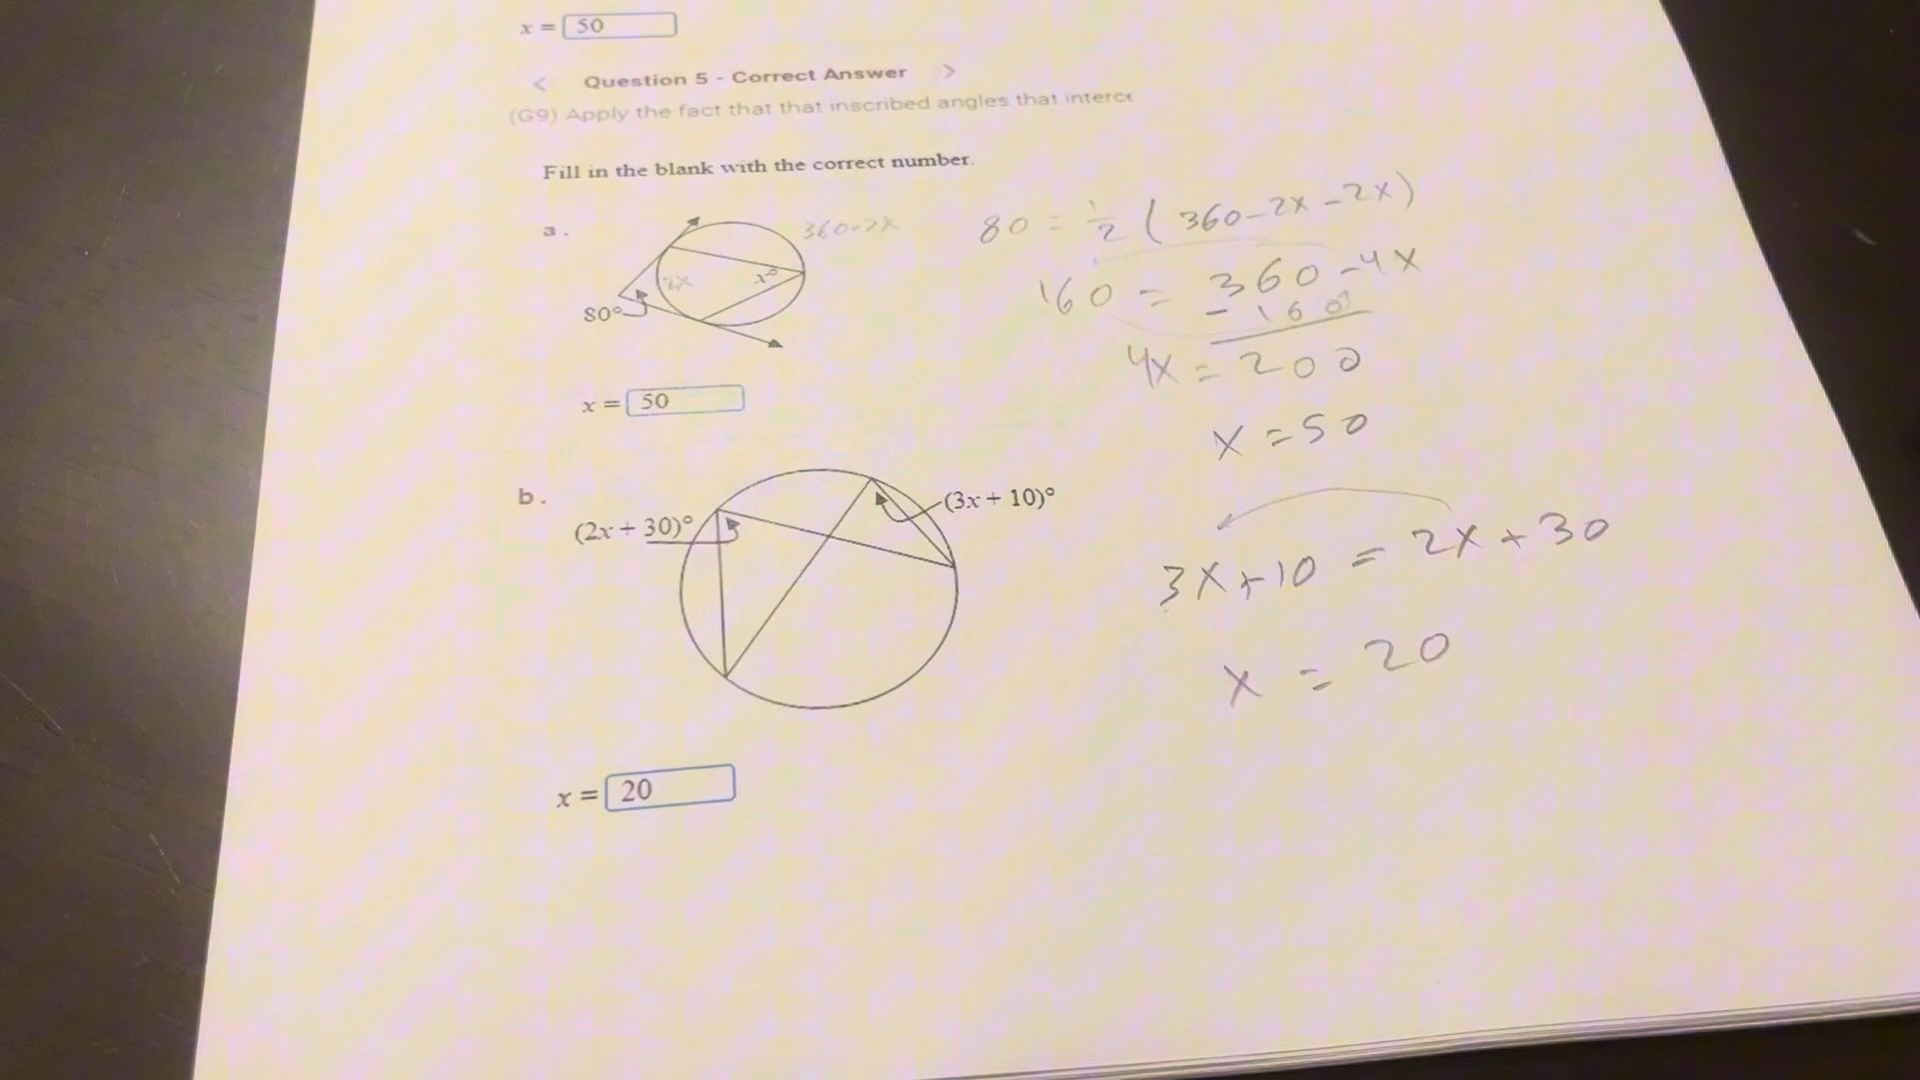 x = 50
< Question 5 - Correct Answer >
(G9) Apply the fact that that inscribed angles that interce
Fill in the blank with the correct number.
a.
360-2x
2x
x°
80°
x = 50
80 = 1/2 ( 360-2x-2x)
160 = 360-4x
- 160
4x = 200
x = 50
b.
(2x + 30)°
(3x + 10)°
3x+10 = 2x+30
x = 20
x = 20